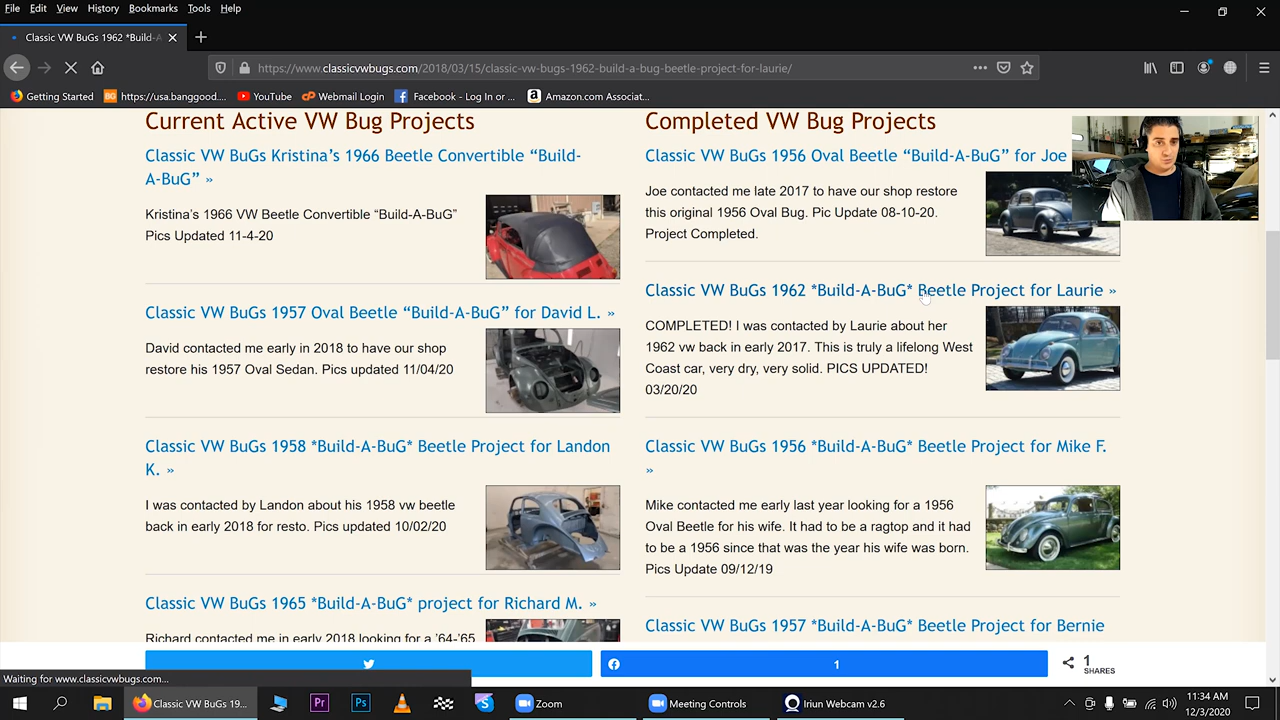 File Edit View History Bookmarks Tools Help
Classic VW BuGs 1962 *Build-A
https://www.classicvwbugs.com/2018/03/15/classic-vw-bugs-1962-build-a-bug-beetle-project-for-laurie/
Getting Started
BG https://usa.banggood....
YouTube
Webmail Login
Facebook - Log In or ...
Amazon.com Associat...
Current Active VW Bug Projects
Classic VW BuGs Kristina’s 1966 Beetle Convertible “Build-
A-BuG” »
Kristina’s 1966 VW Beetle Convertible “Build-A-BuG”
Pics Updated 11-4-20
Classic VW BuGs 1957 Oval Beetle “Build-A-BuG” for David L. »
David contacted me early in 2018 to have our shop
restore his 1957 Oval Sedan. Pics updated 11/04/20
Classic VW BuGs 1958 *Build-A-BuG* Beetle Project for Landon
K. »
I was contacted by Landon about his 1958 vw beetle
back in early 2018 for resto. Pics updated 10/02/20
Classic VW BuGs 1965 *Build-A-BuG* project for Richard M. »
Richard contacted me in early 2018 looking for a ’64-’65
Completed VW Bug Projects
Classic VW BuGs 1956 Oval Beetle “Build-A-BuG” for Joe
Joe contacted me late 2017 to have our shop restore
this original 1956 Oval Bug. Pic Update 08-10-20.
Project Completed.
Classic VW BuGs 1962 *Build-A-BuG* Beetle Project for Laurie »
COMPLETED! I was contacted by Laurie about her
1962 vw back in early 2017. This is truly a lifelong West
Coast car, very dry, very solid. PICS UPDATED!
03/20/20
Classic VW BuGs 1956 *Build-A-BuG* Beetle Project for Mike F.
»
Mike contacted me early last year looking for a 1956
Oval Beetle for his wife. It had to be a ragtop and it had
to be a 1956 since that was the year his wife was born.
Pics Update 09/12/19
Classic VW BuGs 1957 *Build-A-BuG* Beetle Project for Bernie
1
1
SHARES
Waiting for www.classicvwbugs.com...
Classic VW BuGs 19...
Pr
Ps
Zoom
Meeting Controls
Iriun Webcam v2.6
11:34 AM
12/3/2020